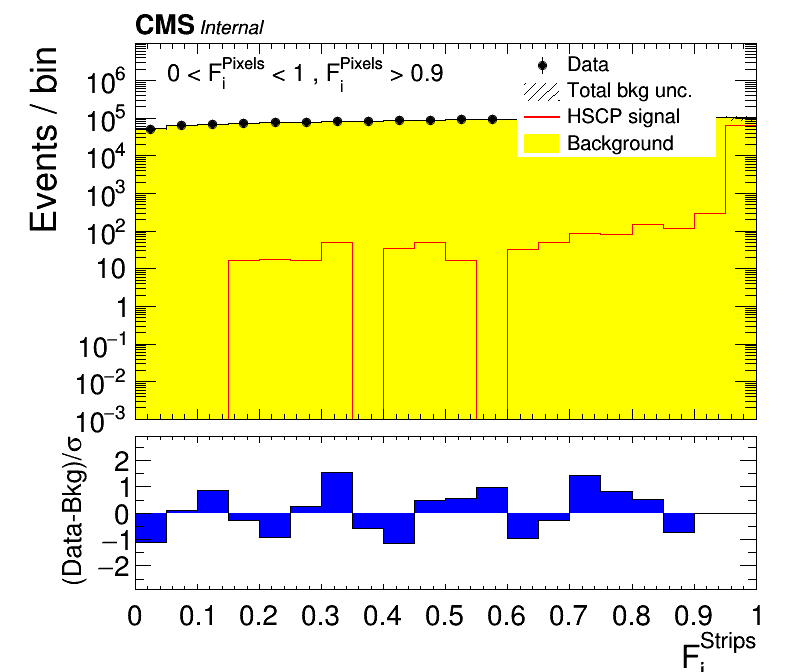 CMS Internal
0 < F_i^Pixels < 1 , F_i^Pixels > 0.9
Data
Total bkg unc.
HSCP signal
Background
Events / bin
10^6
10^5
10^4
10^3
10^2
10
1
10^−1
10^−2
10^−3
(Data-Bkg)/σ
2
1
0
−1
−2
0 0.1 0.2 0.3 0.4 0.5 0.6 0.7 0.8 0.9 1
F_i^Strips